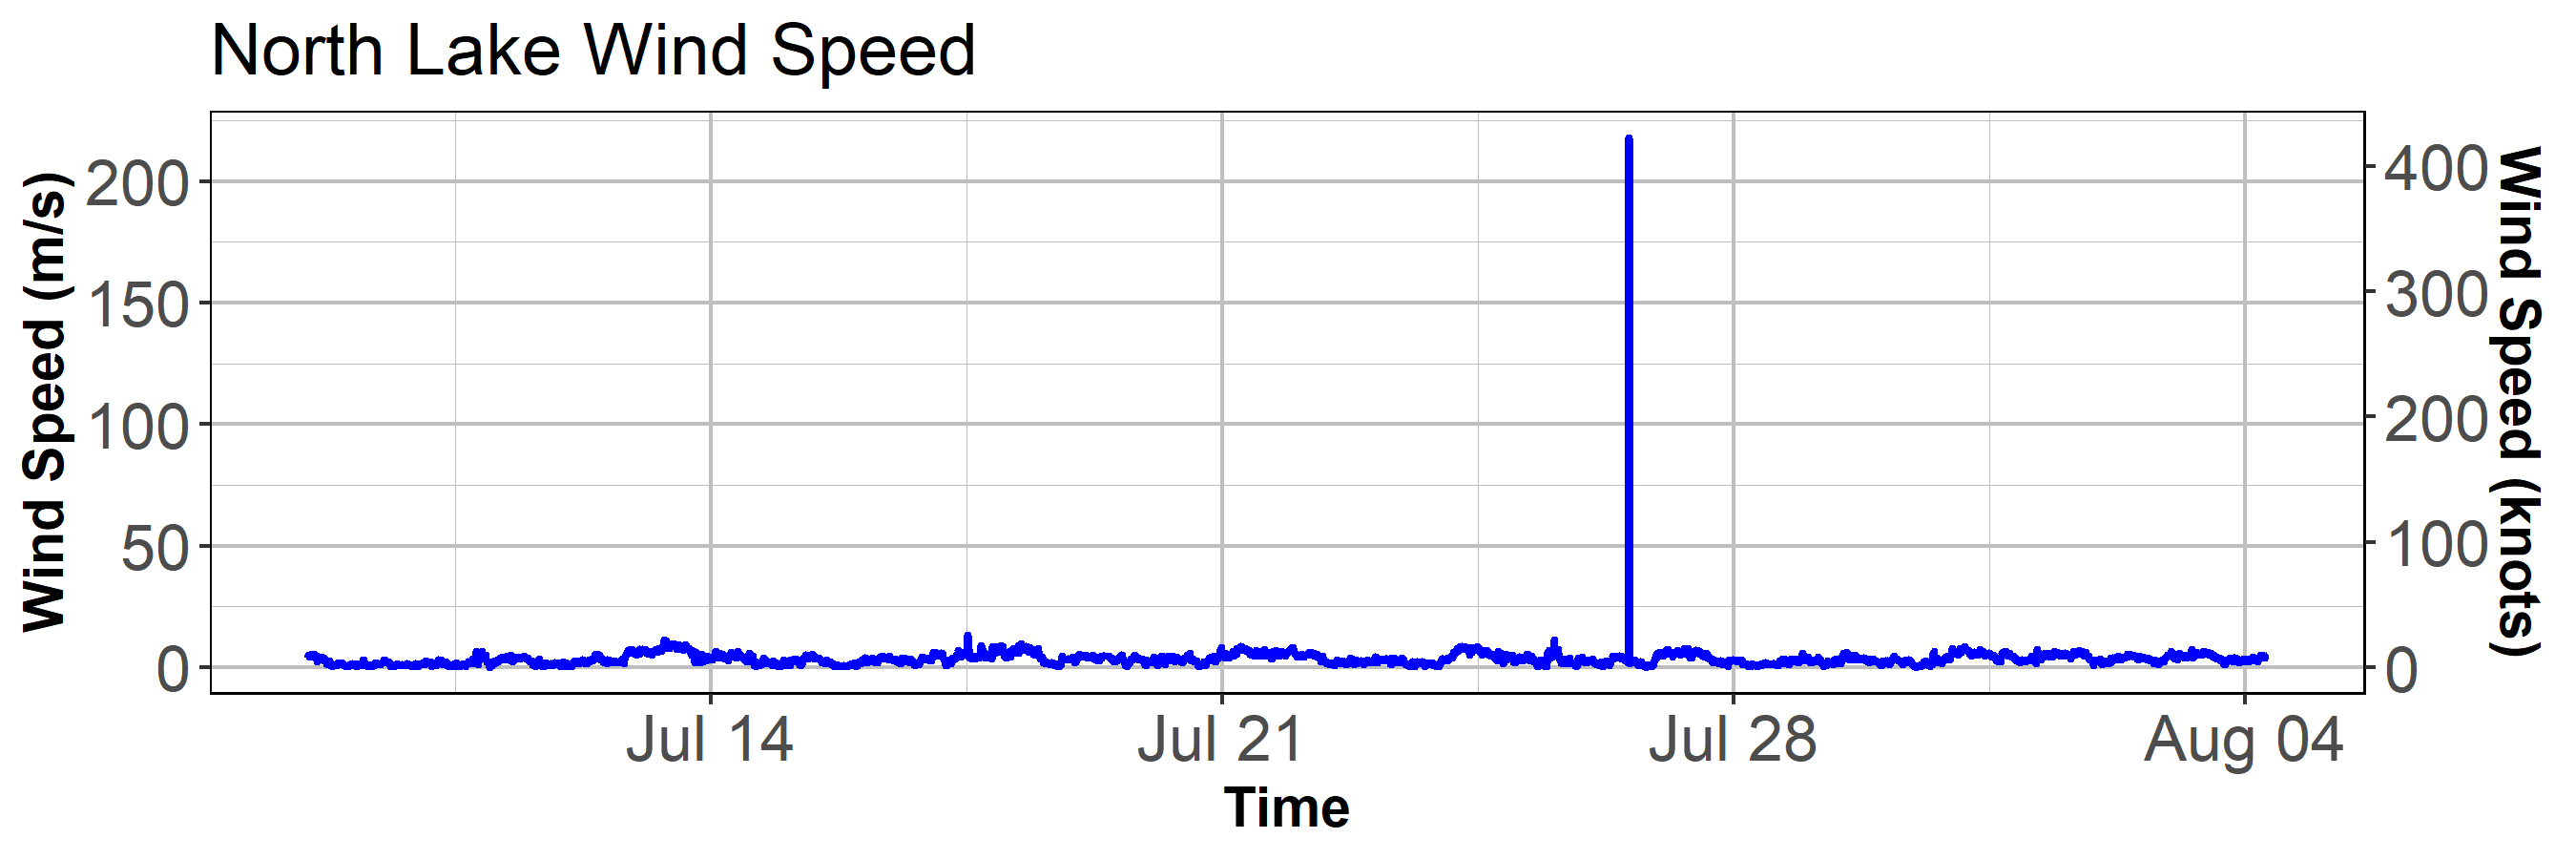 North Lake Wind Speed
Wind Speed (m/s)
200
150
100
50
0
400
300
200
100
0
Wind Speed (knots)
Jul 14
Jul 21
Jul 28
Aug 04
Time